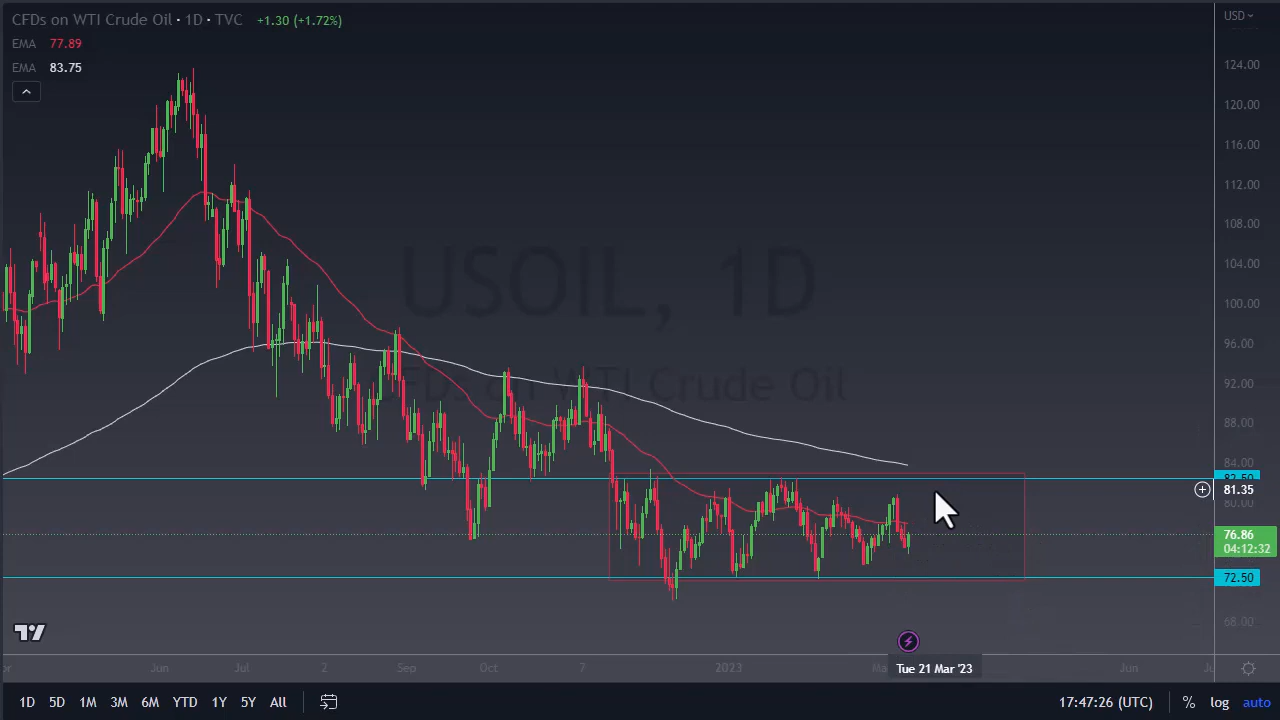 CFDs on WTI Crude Oil · 1D · TVC +1.30 (+1.72%)
USD
EMA 77.89
EMA 83.75
124.00
120.00
116.00
112.00
108.00
104.00
100.00
96.00
92.00
88.00
84.00
82.50
81.35
80.00
76.86
04:12:32
72.50
68.00
USOIL, 1D
CFDs on WTI Crude Oil
Jun Jul 2 Sep Oct 7 2023 Tue 21 Mar '23 Jun
1D 5D 1M 3M 6M YTD 1Y 5Y All 17:47:26 (UTC) % log auto